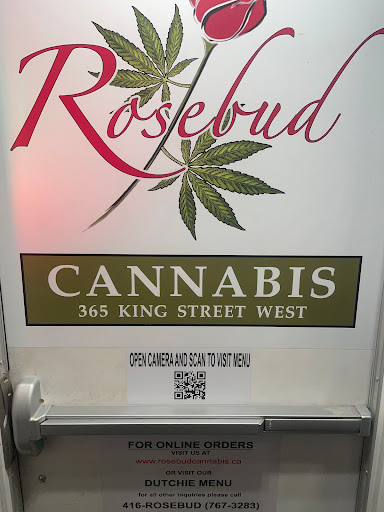 Rosebud
CANNABIS
365 KING STREET WEST
OPEN CAMERA AND SCAN TO VISIT MENU
FOR ONLINE ORDERS
VISIT US AT
www.rosebudcannabis.ca
OR VISIT OUR
DUTCHIE MENU
for all other inquiries please call
416-ROSEBUD (767-3283)